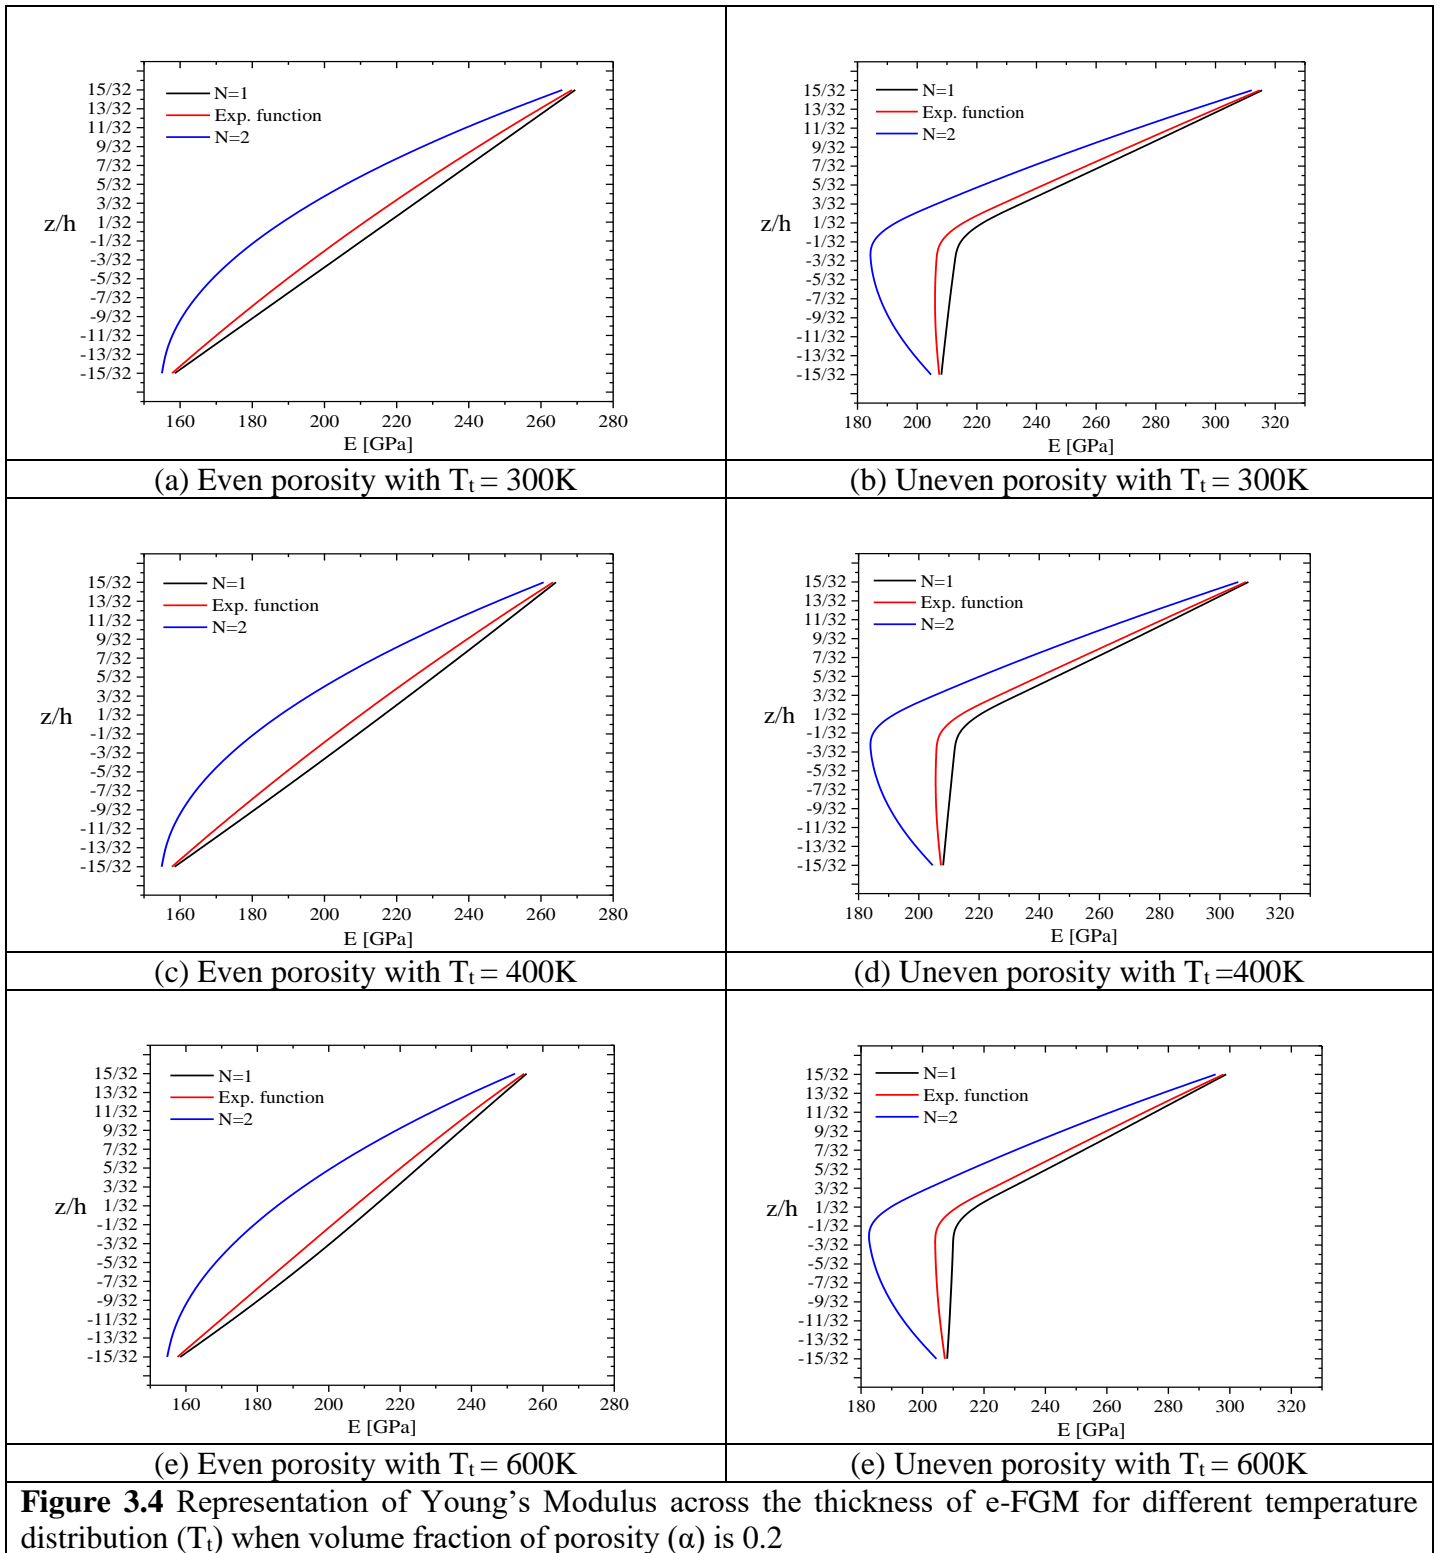 N=1
Exp. function
N=2
15/32
13/32
11/32
9/32
7/32
5/32
3/32
1/32
-1/32
-3/32
-5/32
-7/32
-9/32
-11/32
-13/32
-15/32
z/h
160 180 200 220 240 260 280
E [GPa]
(a) Even porosity with Tt = 300K
N=1
Exp. function
N=2
15/32
13/32
11/32
9/32
7/32
5/32
3/32
1/32
-1/32
-3/32
-5/32
-7/32
-9/32
-11/32
-13/32
-15/32
z/h
180 200 220 240 260 280 300 320
E [GPa]
(b) Uneven porosity with Tt = 300K
N=1
Exp. function
N=2
15/32
13/32
11/32
9/32
7/32
5/32
3/32
1/32
-1/32
-3/32
-5/32
-7/32
-9/32
-11/32
-13/32
-15/32
z/h
160 180 200 220 240 260 280
E [GPa]
(c) Even porosity with Tt = 400K
N=1
Exp. function
N=2
15/32
13/32
11/32
9/32
7/32
5/32
3/32
1/32
-1/32
-3/32
-5/32
-7/32
-9/32
-11/32
-13/32
-15/32
z/h
180 200 220 240 260 280 300 320
E [GPa]
(d) Uneven porosity with Tt =400K
N=1
Exp. function
N=2
15/32
13/32
11/32
9/32
7/32
5/32
3/32
1/32
-1/32
-3/32
-5/32
-7/32
-9/32
-11/32
-13/32
-15/32
z/h
160 180 200 220 240 260 280
E [GPa]
(e) Even porosity with Tt = 600K
N=1
Exp. function
N=2
15/32
13/32
11/32
9/32
7/32
5/32
3/32
1/32
-1/32
-3/32
-5/32
-7/32
-9/32
-11/32
-13/32
-15/32
z/h
180 200 220 240 260 280 300 320
E [GPa]
(e) Uneven porosity with Tt = 600K
Figure 3.4 Representation of Young's Modulus across the thickness of e-FGM for different temperature
distribution (Tt) when volume fraction of porosity (α) is 0.2